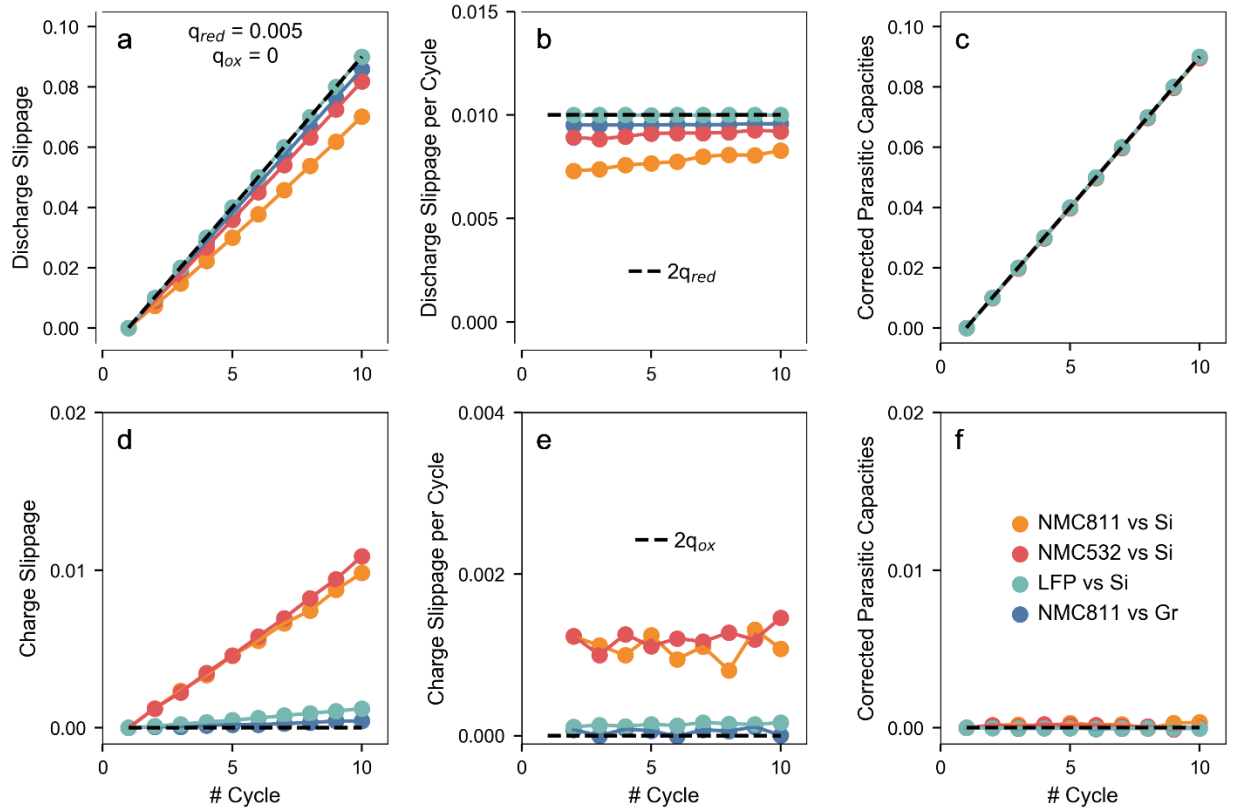 a
q_red = 0.005
q_ox = 0
Discharge Slippage
0.10
0.08
0.06
0.04
0.02
0.00
0
5
10
b
Discharge Slippage per Cycle
0.015
0.010
0.005
0.000
2q_red
0
5
10
c
Corrected Parasitic Capacities
0.10
0.08
0.06
0.04
0.02
0.00
0
5
10
d
Charge Slippage
0.02
0.01
0.00
0
5
10
# Cycle
e
Charge Slippage per Cycle
0.004
0.002
0.000
2q_ox
0
5
10
# Cycle
f
Corrected Parasitic Capacities
0.02
0.01
0.00
NMC811 vs Si
NMC532 vs Si
LFP vs Si
NMC811 vs Gr
0
5
10
# Cycle